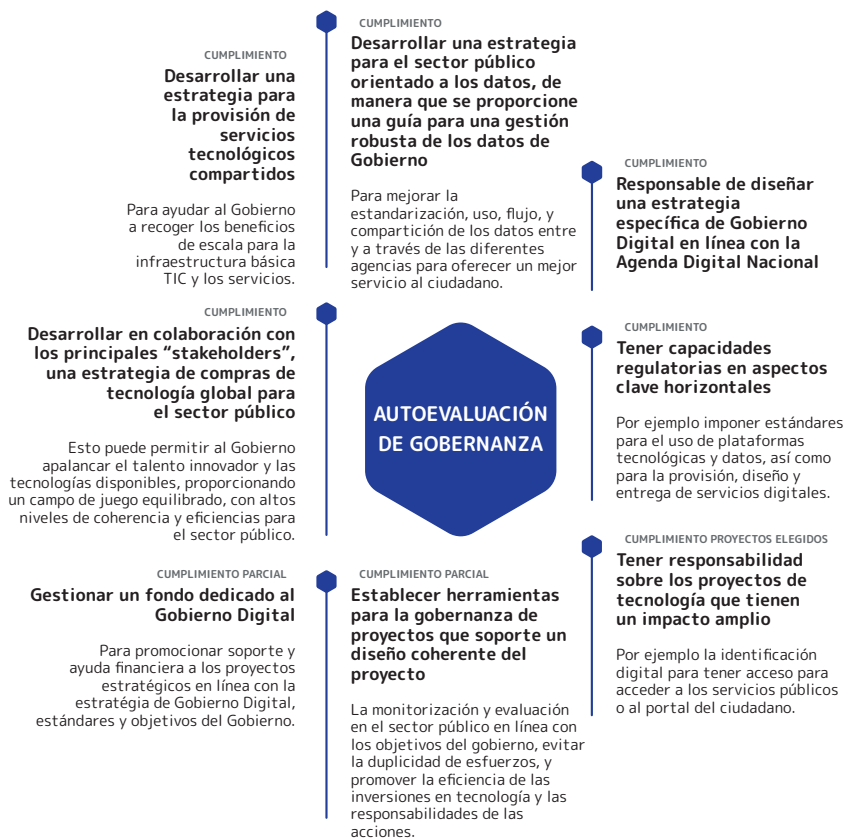 CUMPLIMIENTO
Desarrollar una
estrategia para
la provisión de
servicios
tecnológicos
compartidos
Para ayudar al Gobierno
a recoger los beneficios
de escala para la
infraestructura básica
TIC y los servicios.
CUMPLIMIENTO
Desarrollar una estrategia
para el sector público
orientado a los datos, de
manera que se proporcione
una guía para una gestión
robusta de los datos de
Gobierno
Para mejorar la
estandarización, uso, flujo, y
compartición de los datos entre
y a través de las diferentes
agencias para oferecer un mejor
servicio al ciudadano.
CUMPLIMIENTO
Responsable de diseñar
una estrategia
específica de Gobierno
Digital en línea con la
Agenda Digital Nacional
CUMPLIMIENTO
Desarrollar en colaboración con
los principales “stakeholders”,
una estrategia de compras de
tecnología global para
el sector público
Esto puede permitir al Gobierno
apalancar el talento innovador y las
tecnologías disponibles, proporcionando
un campo de juego equilibrado, con altos
niveles de coherencia y eficiencias para
el sector público.
AUTOEVALUACIÓN
DE GOBERNANZA
CUMPLIMIENTO
Tener capacidades
regulatorias en aspectos
clave horizontales
Por ejemplo imponer estándares
para el uso de plataformas
tecnológicas y datos, así como
para la provisión, diseño y
entrega de servicios digitales.
CUMPLIMIENTO PARCIAL
Gestionar un fondo dedicado al
Gobierno Digital
Para promocionar soporte y
ayuda financiera a los proyectos
estratégicos en línea con la
estratégia de Gobierno Digital,
estándares y objetivos del Gobierno.
CUMPLIMIENTO PARCIAL
Establecer herramientas
para la gobernanza de
proyectos que soporte un
diseño coherente del
proyecto
La monitorización y evaluación
en el sector público en línea con
los objetivos del gobierno, evitar
la duplicidad de esfuerzos, y
promover la eficiencia de las
inversiones en tecnología y las
responsabilidades de las
acciones.
CUMPLIMIENTO PROYECTOS ELEGIDOS
Tener responsabilidad
sobre los proyectos de
tecnología que tienen
un impacto amplio
Por ejemplo la identificación
digital para tener acceso para
acceder a los servicios públicos
o al portal del ciudadano.